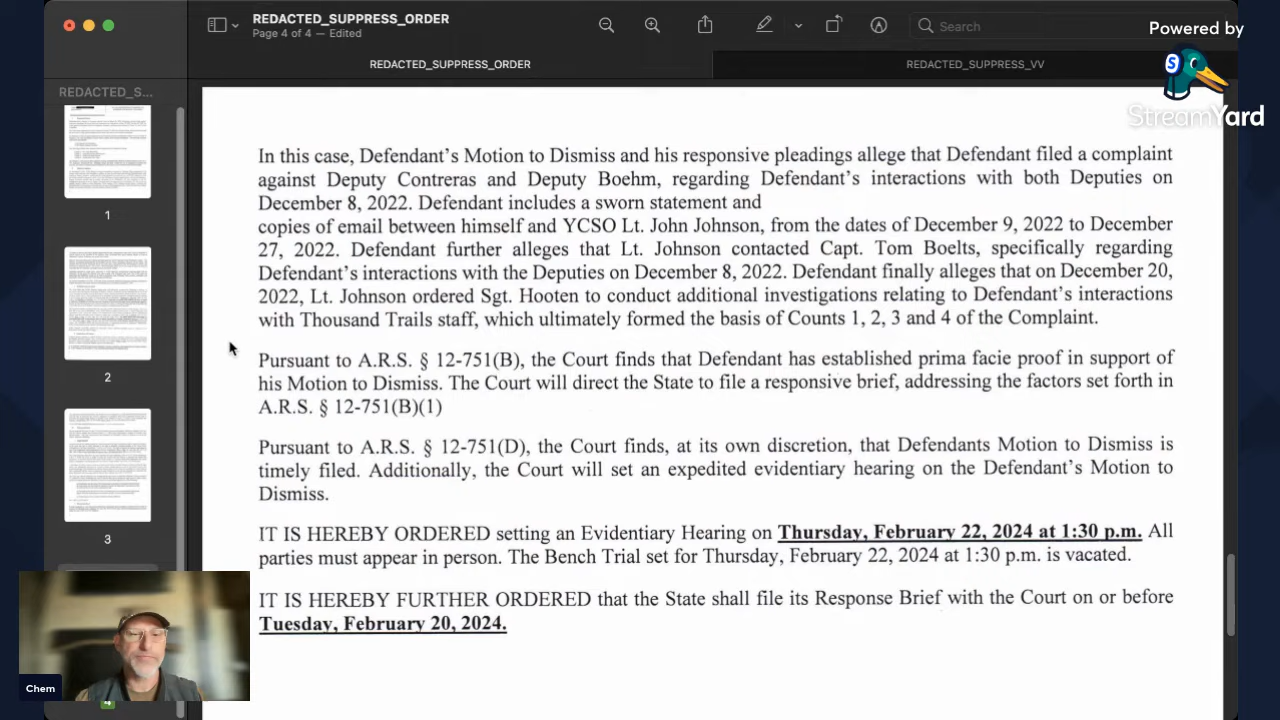 REDACTED_SUPPRESS_ORDER
Page 4 of 4 — Edited
Search
Powered by
StreamYard
REDACTED_SUPPRESS_ORDER
REDACTED_SUPPRESS_VV
REDACTED_S...
1
2
3
4
In this case, Defendant's Motion to Dismiss and his responsive pleadings allege that Defendant filed a complaint
against Deputy Contreras and Deputy Boehm, regarding Defendant's interactions with both Deputies on
December 8, 2022. Defendant includes a sworn statement and
copies of email between himself and YCSO Lt. John Johnson, from the dates of December 9, 2022 to December
27, 2022. Defendant further alleges that Lt. Johnson contacted Capt. Tom Boelts, specifically regarding
Defendant's interactions with the Deputies on December 8, 2022. Defendant finally alleges that on December 20,
2022, Lt. Johnson ordered Sgt. Hooten to conduct additional investigations relating to Defendant's interactions
with Thousand Trails staff, which ultimately formed the basis of Counts 1, 2, 3 and 4 of the Complaint.
Pursuant to A.R.S. § 12-751(B), the Court finds that Defendant has established prima facie proof in support of
his Motion to Dismiss. The Court will direct the State to file a responsive brief, addressing the factors set forth in
A.R.S. § 12-751(B)(1)
Pursuant to A.R.S. § 12-751(D), the Court finds, at its own discretion, that Defendants Motion to Dismiss is
timely filed. Additionally, the Court will set an expedited evidentiary hearing on the Defendant's Motion to
Dismiss.
IT IS HEREBY ORDERED setting an Evidentiary Hearing on Thursday, February 22, 2024 at 1:30 p.m. All
parties must appear in person. The Bench Trial set for Thursday, February 22, 2024 at 1:30 p.m. is vacated.
IT IS HEREBY FURTHER ORDERED that the State shall file its Response Brief with the Court on or before
Tuesday, February 20, 2024.
Chem